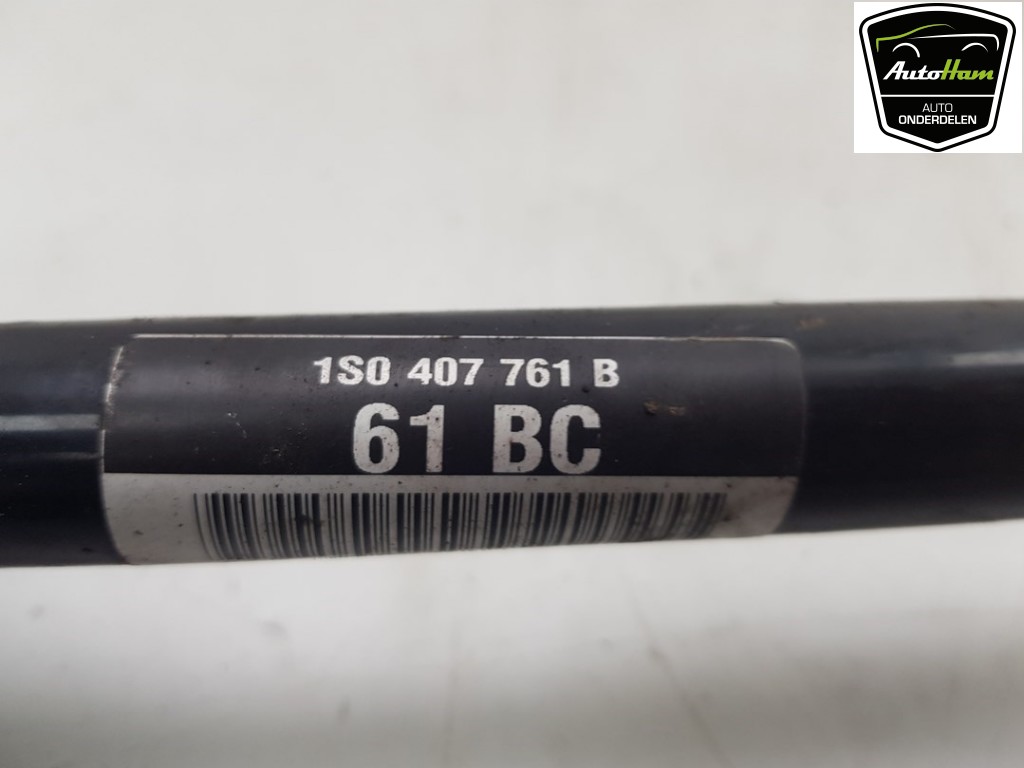 AutoHam
AUTO
ONDERDELEN
1S0 407 761 B
61 BC